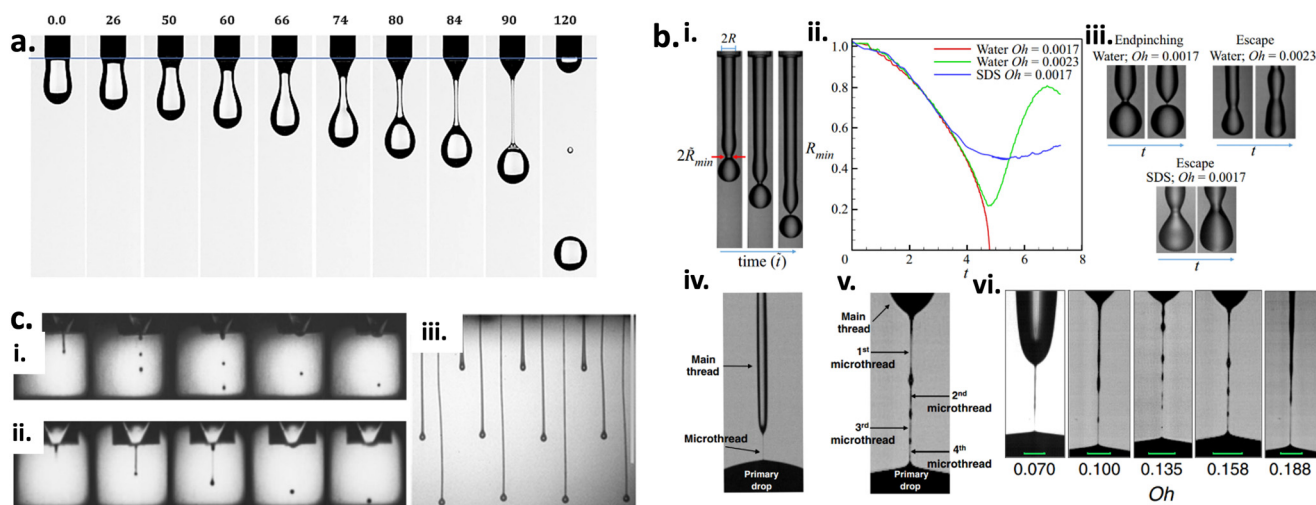 0.0 26 50 60 66 74 80 84 90 120
a.
b. i.
2R
2R̃min
time (t̃)
ii.
1.0
0.8
0.6
0.4
0.2
0.0
Rmin
0 2 4 6 8
t
Water Oh = 0.0017
Water Oh = 0.0023
SDS Oh = 0.0017
iii.
Endpinching
Water; Oh = 0.0017
t
Escape
Water; Oh = 0.0023
t
Escape
SDS; Oh = 0.0017
t
iv.
Main
thread
Microthread
Primary
drop
v.
Main
thread
1st
microthread
2nd
microthread
3rd
microthread
4th
microthread
Primary
drop
vi.
0.070 0.100 0.135 0.158 0.188
Oh
c.
i.
ii.
iii.